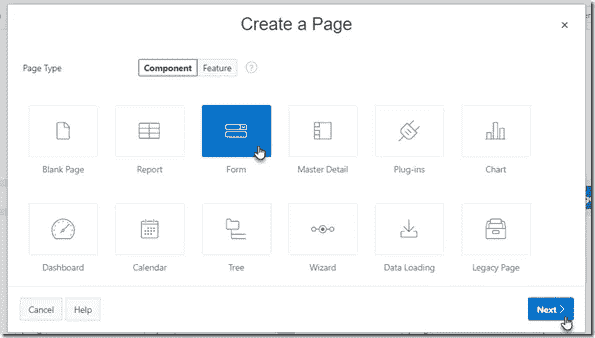 Create a Page
×
Page Type Component Feature ?
Blank Page Report Form Master Detail Plug-ins Chart
Dashboard Calendar Tree Wizard Data Loading Legacy Page
Cancel Help Next >